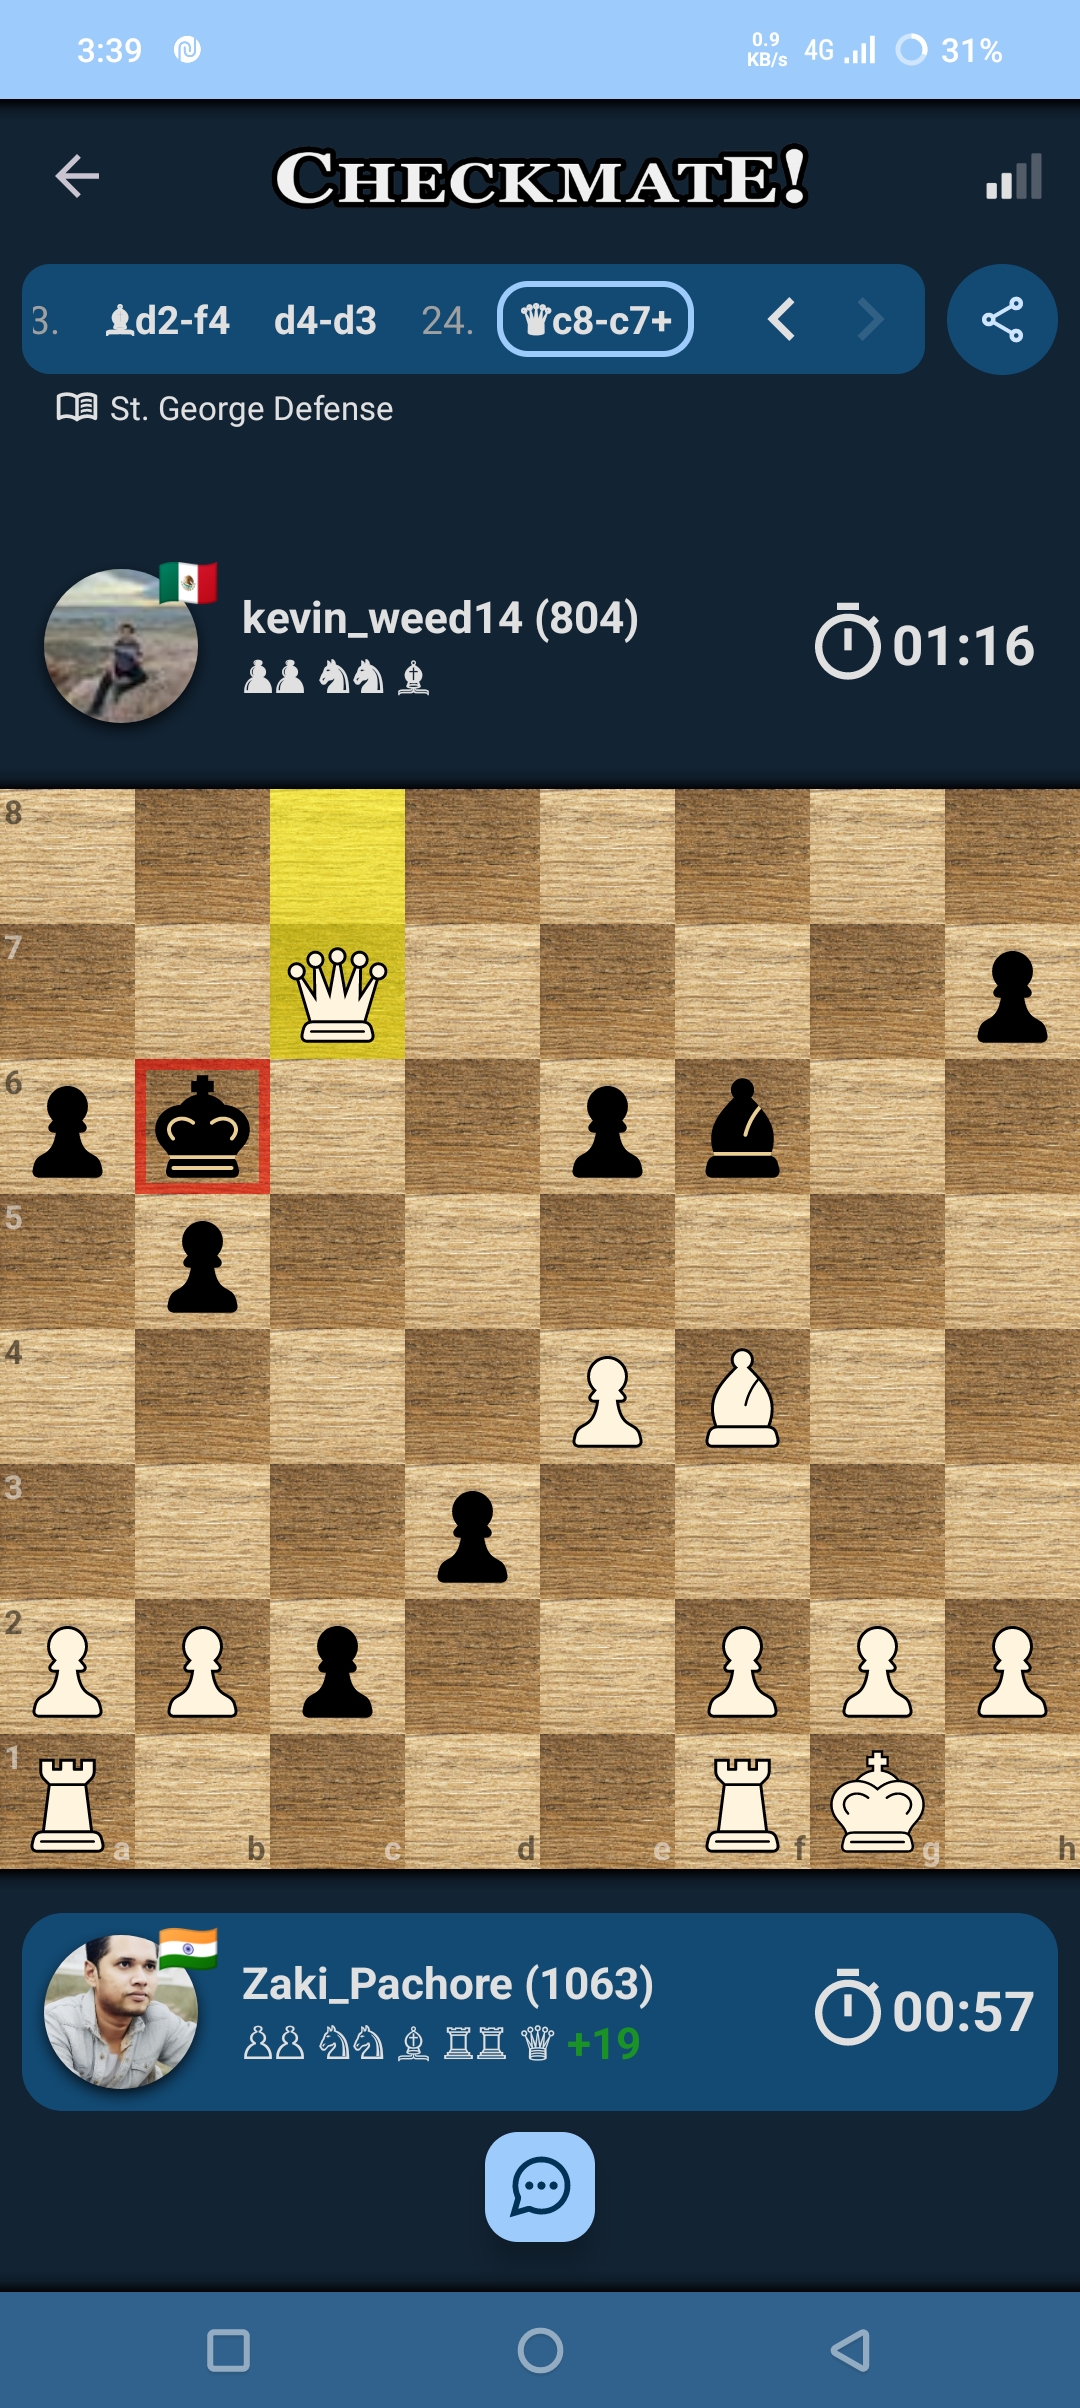 3:39
0.9
KB/s
4G
31%
CHECKMATE!
3. d2-f4 d4-d3 24. c8-c7+
St. George Defense
kevin_weed14 (804)
01:16
8
7
6
5
4
3
2
1
a b c d e f g h
Zaki_Pachore (1063)
+19
00:57